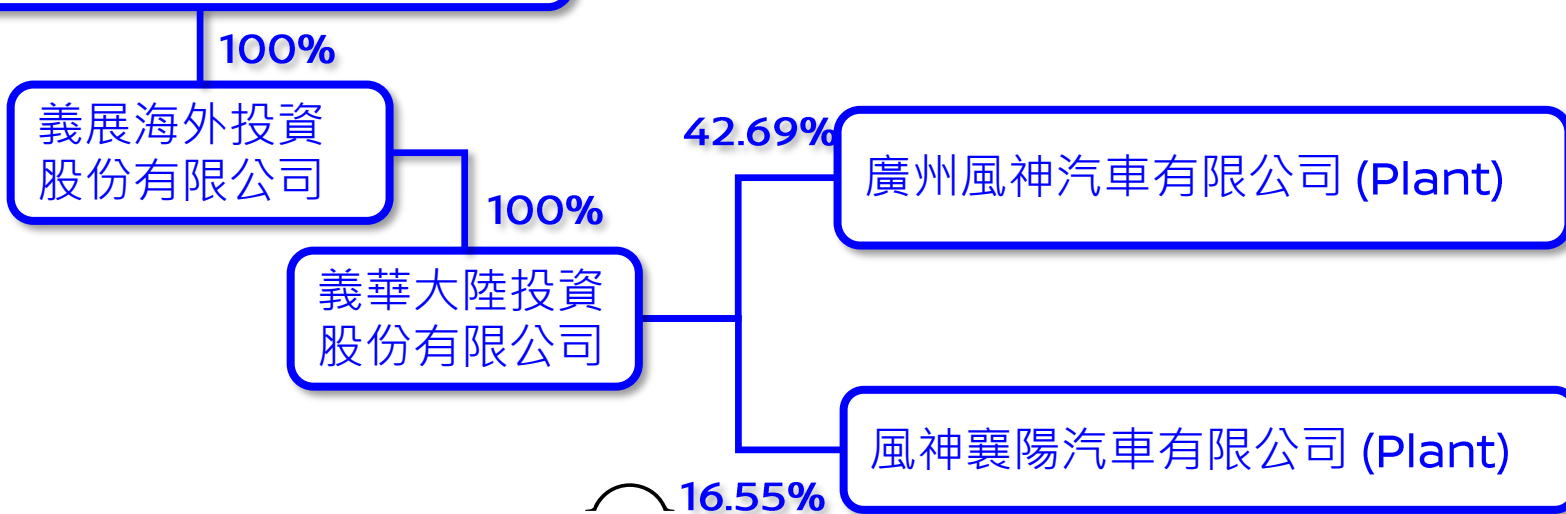 100%
義展海外投資
股份有限公司
42.69%
廣州風神汽車有限公司 (Plant)
100%
義華大陸投資
股份有限公司
風神襄陽汽車有限公司 (Plant)
16.55%